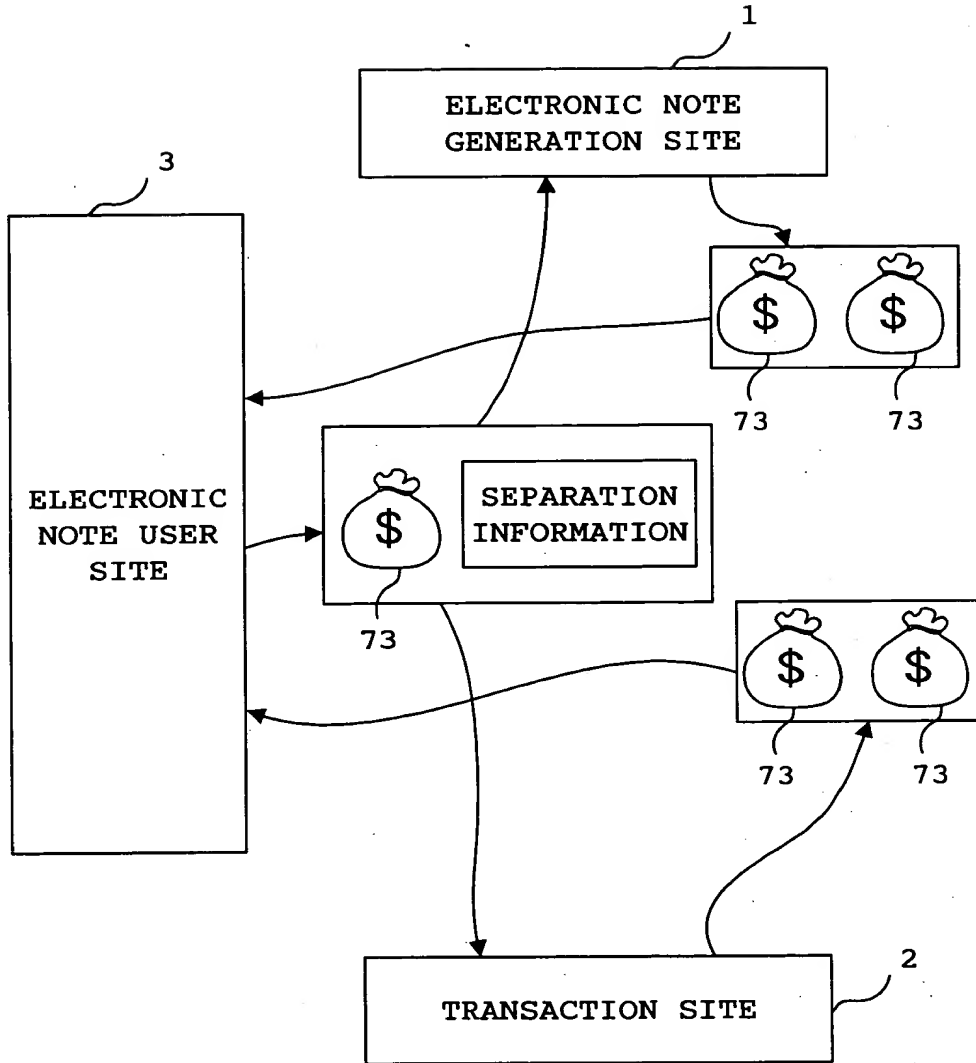 1
ELECTRONIC NOTE
GENERATION SITE
3
$ $
73 73
ELECTRONIC
NOTE USER
SITE
$
SEPARATION
INFORMATION
73
$ $
73 73
2
TRANSACTION SITE